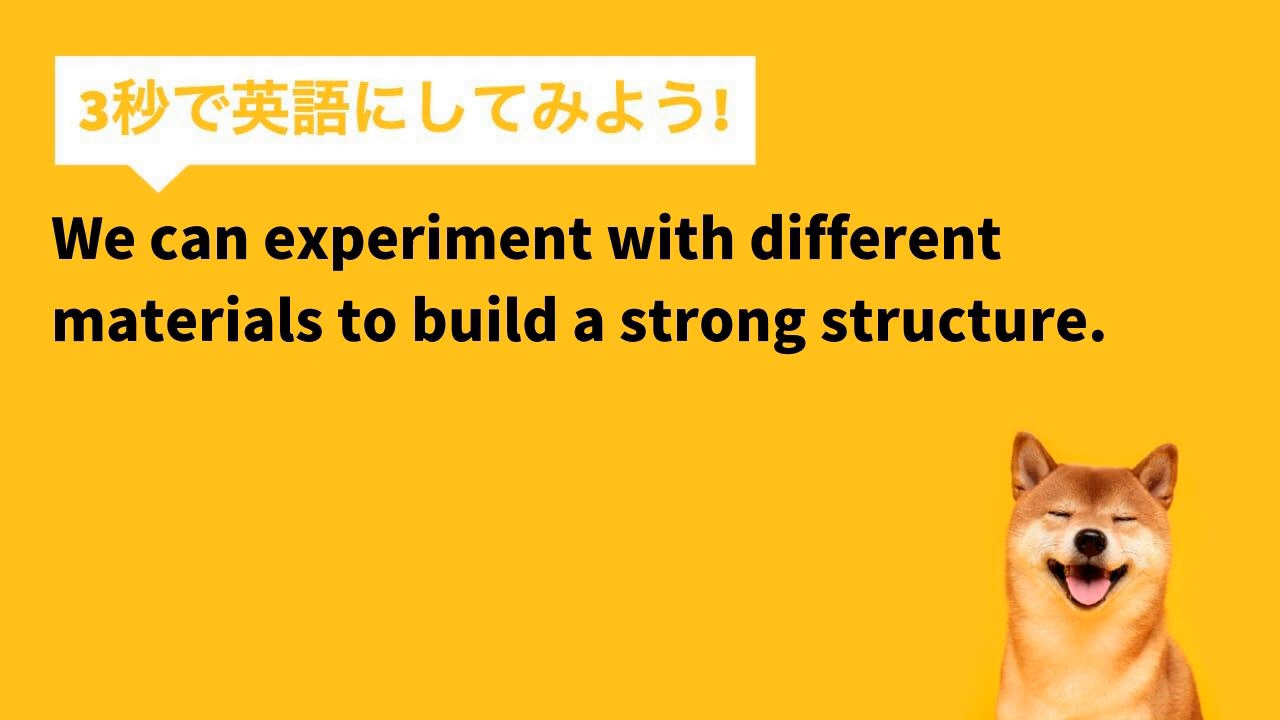 3秒で英語にしてみよう!
We can experiment with different
materials to build a strong structure.